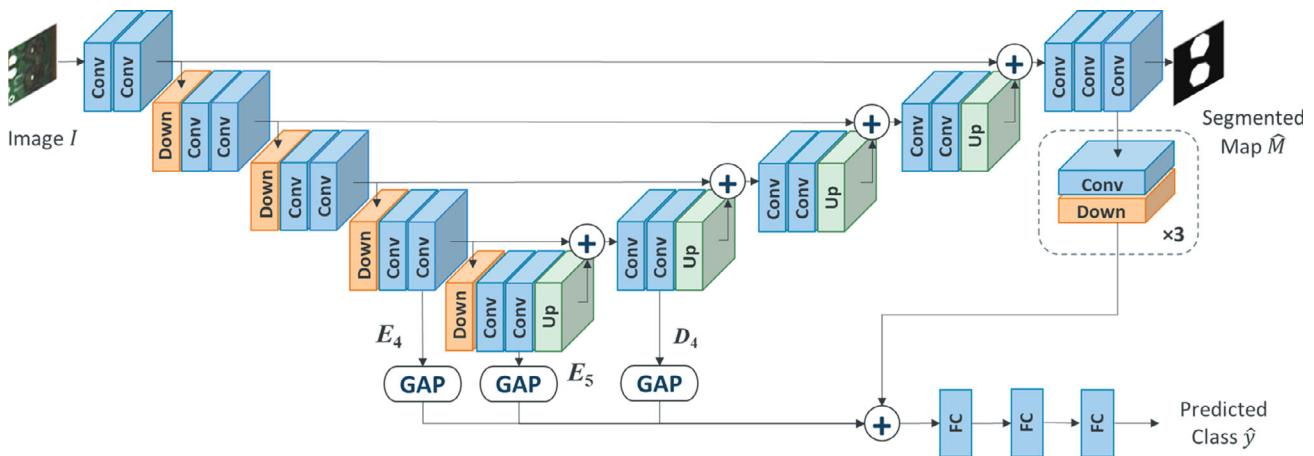 Conv
Conv
Image I
Down
Conv
Conv
Down
Conv
Conv
Down
Conv
Conv
Down
Conv
Conv
Up
+
Conv
Conv
Up
+
Conv
Conv
Up
+
Conv
Conv
Up
+
Conv
Conv
Conv
Segmented
Map M̂
Conv
Down
×3
E₄
E₅
D₄
GAP
GAP
GAP
+
FC
FC
FC
Predicted
Class ŷ